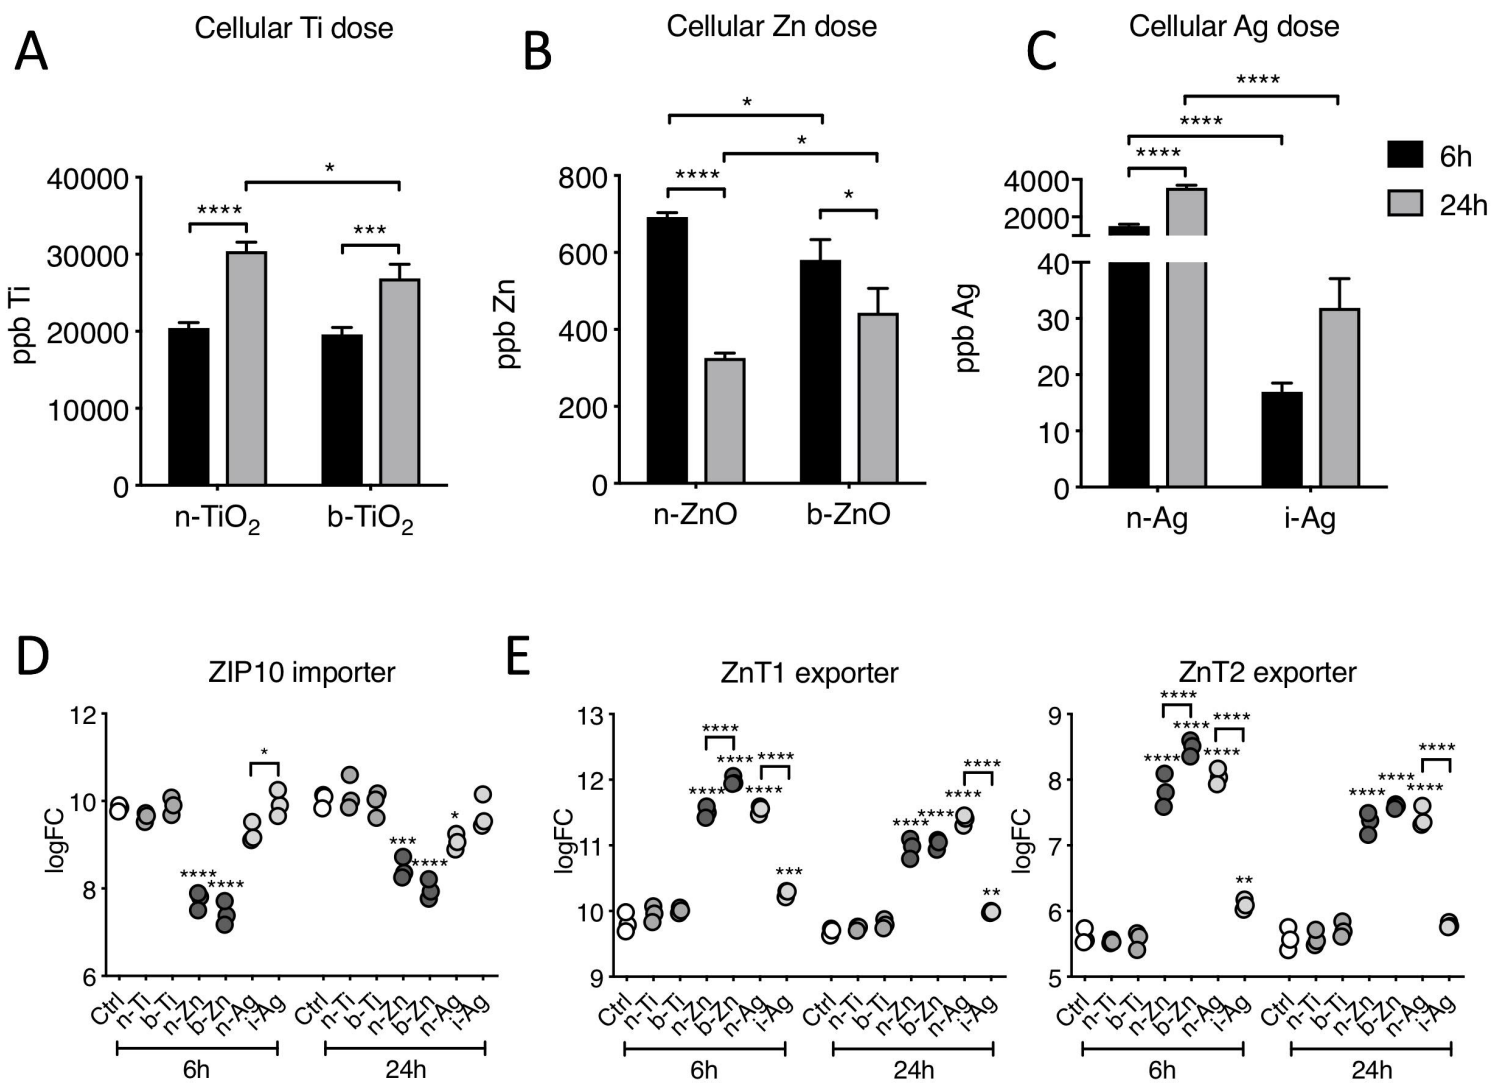 A
Cellular Ti dose
ppb Ti
40000
30000
20000
10000
0
****
*
***
n-TiO2
b-TiO2
B
Cellular Zn dose
ppb Zn
800
600
400
200
0
*
*
****
*
n-ZnO
b-ZnO
C
Cellular Ag dose
ppb Ag
4000
2000
40
30
20
10
0
****
****
****
n-Ag
i-Ag
6h
24h
D
ZIP10 importer
logFC
12
10
8
6
*
****
****
***
****
*
Ctrl
n-Ti
b-Ti
n-Zn
b-Zn
n-Ag
i-Ag
Ctrl
n-Ti
b-Ti
n-Zn
b-Zn
n-Ag
i-Ag
6h
24h
E
ZnT1 exporter
logFC
13
12
11
10
9
****
****
****
****
****
***
****
****
****
****
**
Ctrl
n-Ti
b-Ti
n-Zn
b-Zn
n-Ag
i-Ag
Ctrl
n-Ti
b-Ti
n-Zn
b-Zn
n-Ag
i-Ag
6h
24h
ZnT2 exporter
logFC
9
8
7
6
5
****
****
****
****
****
**
****
****
****
****
Ctrl
n-Ti
b-Ti
n-Zn
b-Zn
n-Ag
i-Ag
Ctrl
n-Ti
b-Ti
n-Zn
b-Zn
n-Ag
i-Ag
6h
24h